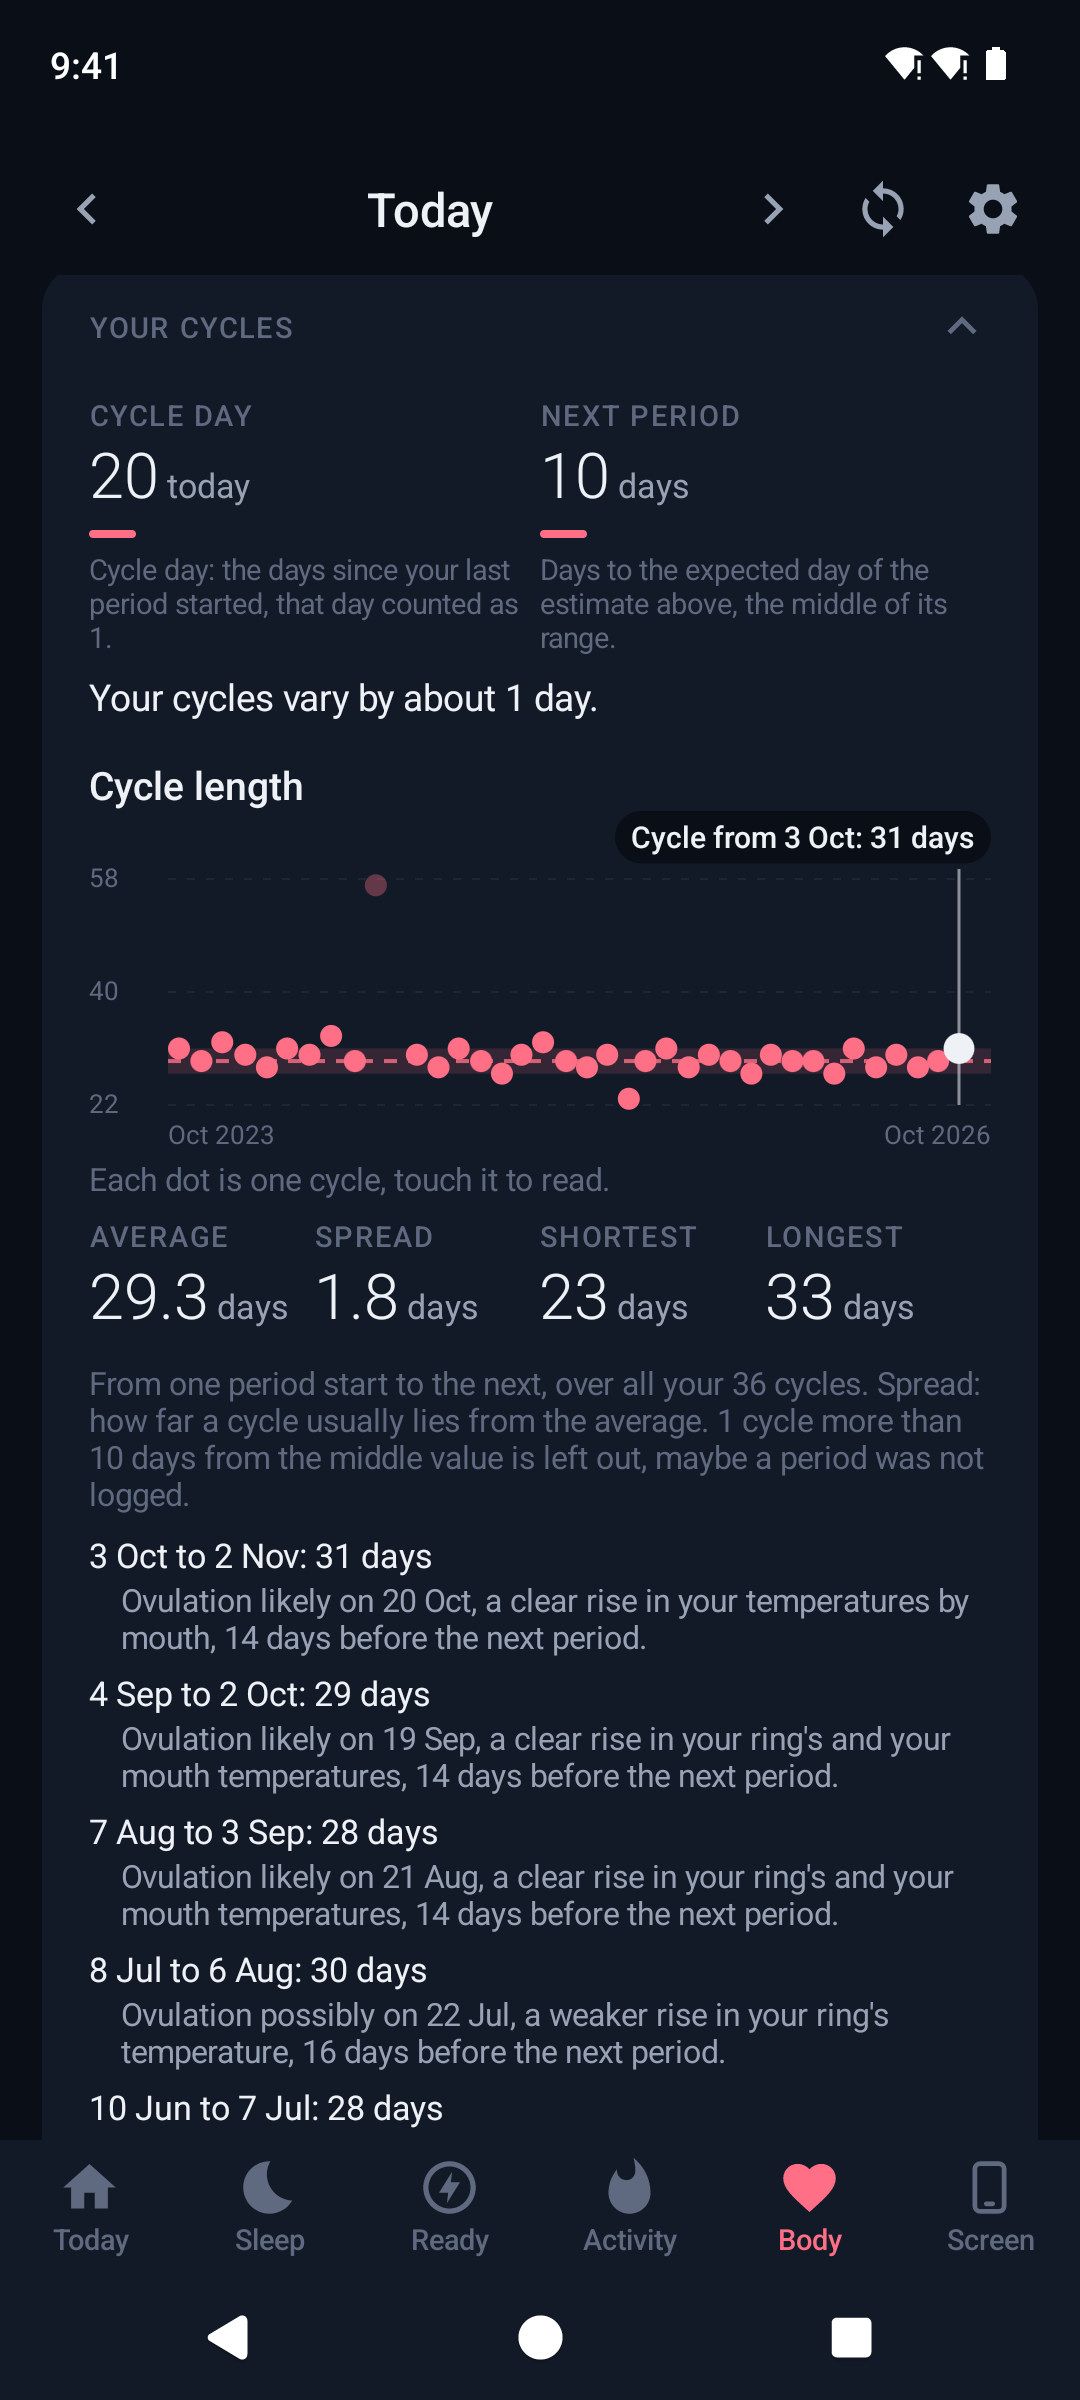 9:41
Today
YOUR CYCLES
CYCLE DAY
20 today
Cycle day: the days since your last
period started, that day counted as
1.
NEXT PERIOD
10 days
Days to the expected day of the
estimate above, the middle of its
range.
Your cycles vary by about 1 day.
Cycle length
Cycle from 3 Oct: 31 days
58
40
22
Oct 2023
Oct 2026
Each dot is one cycle, touch it to read.
AVERAGE
29.3 days
SPREAD
1.8 days
SHORTEST
23 days
LONGEST
33 days
From one period start to the next, over all your 36 cycles. Spread:
how far a cycle usually lies from the average. 1 cycle more than
10 days from the middle value is left out, maybe a period was not
logged.
3 Oct to 2 Nov: 31 days
Ovulation likely on 20 Oct, a clear rise in your temperatures by
mouth, 14 days before the next period.
4 Sep to 2 Oct: 29 days
Ovulation likely on 19 Sep, a clear rise in your ring's and your
mouth temperatures, 14 days before the next period.
7 Aug to 3 Sep: 28 days
Ovulation likely on 21 Aug, a clear rise in your ring's and your
mouth temperatures, 14 days before the next period.
8 Jul to 6 Aug: 30 days
Ovulation possibly on 22 Jul, a weaker rise in your ring's
temperature, 16 days before the next period.
10 Jun to 7 Jul: 28 days
Today
Sleep
Ready
Activity
Body
Screen